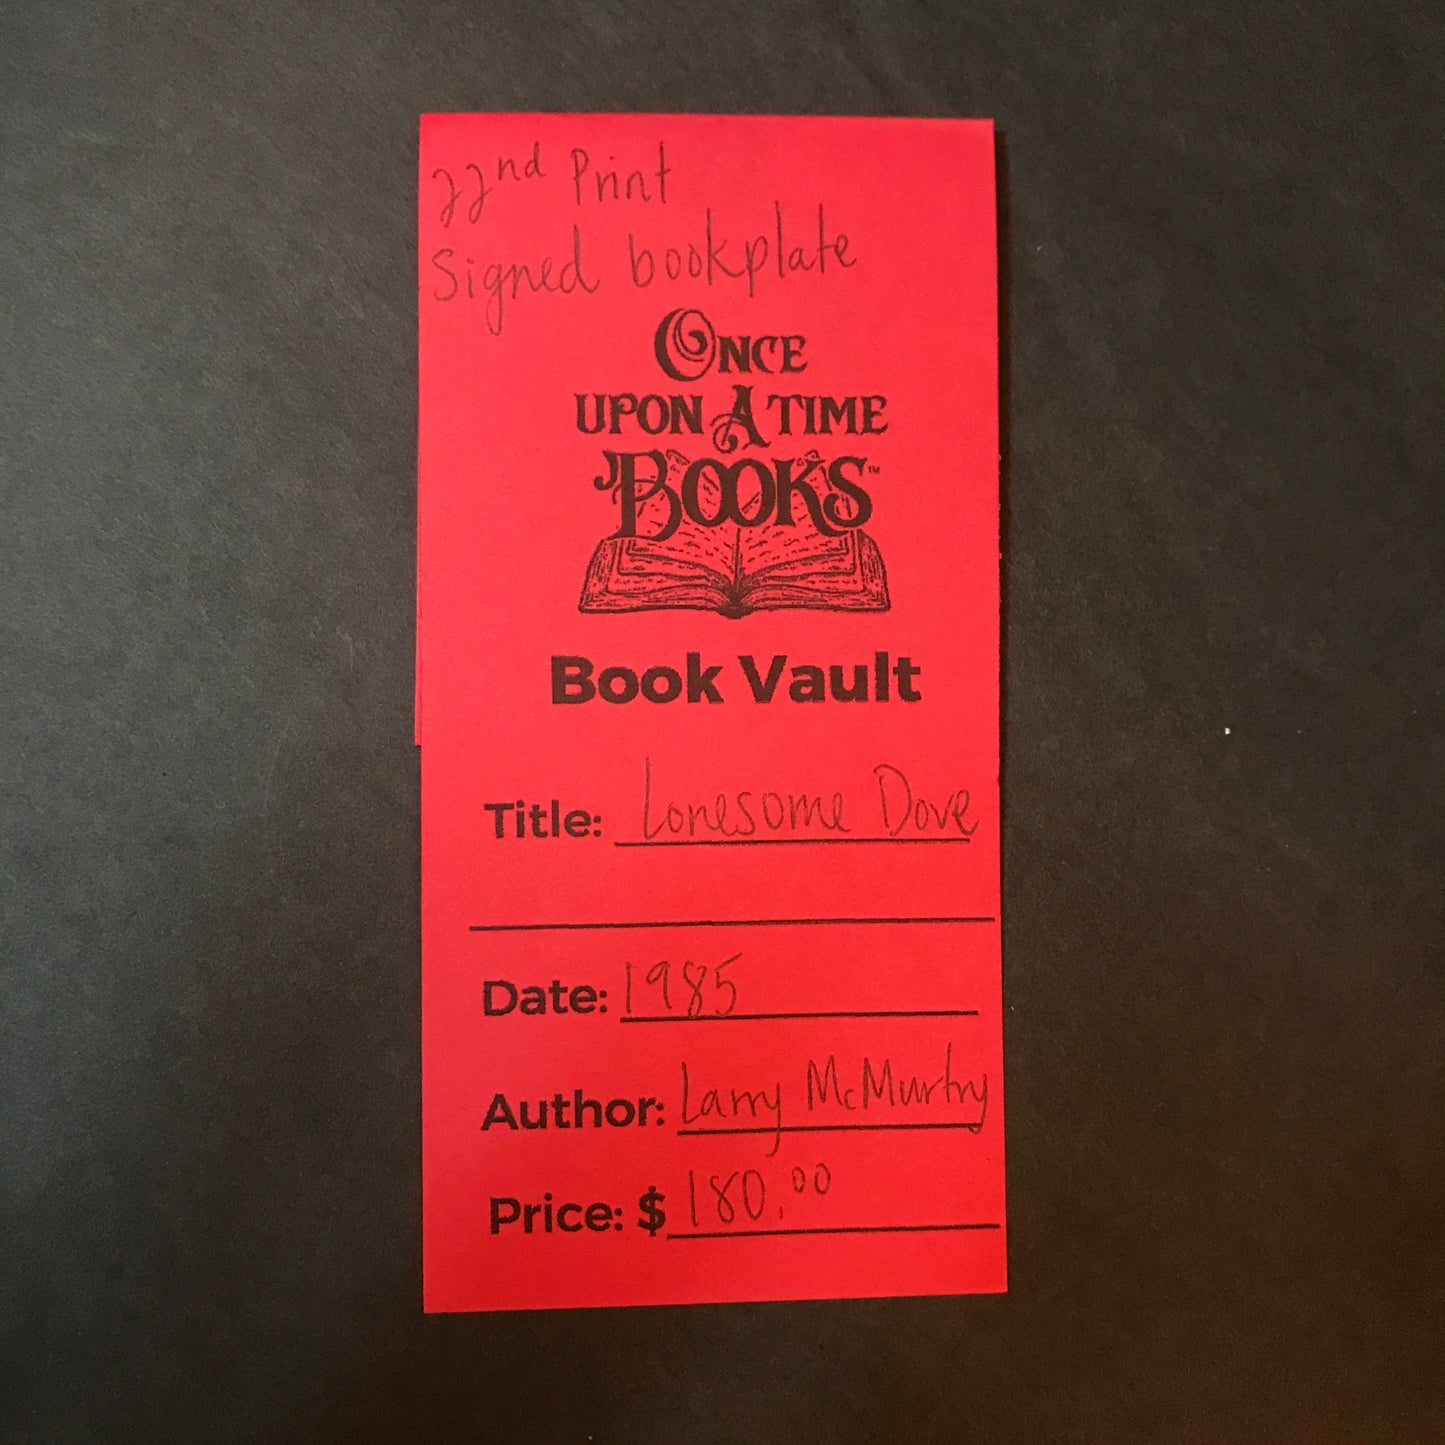 22nd Print
Signed bookplate
ONCE
UPON A TIME
BOOKS™
Book Vault
Title: Lonesome Dove
Date: 1985
Author: Larry McMurtry
Price: $ 180.00